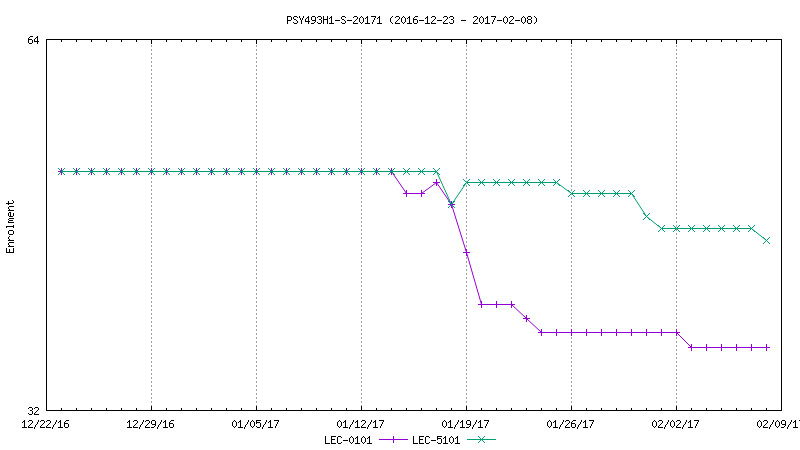 PSY493H1-S-20171 (2016-12-23 - 2017-02-08)
64
Enrolment
32
12/22/16 12/29/16 01/05/17 01/12/17 01/19/17 01/26/17 02/02/17 02/09/17
LEC-0101 LEC-5101